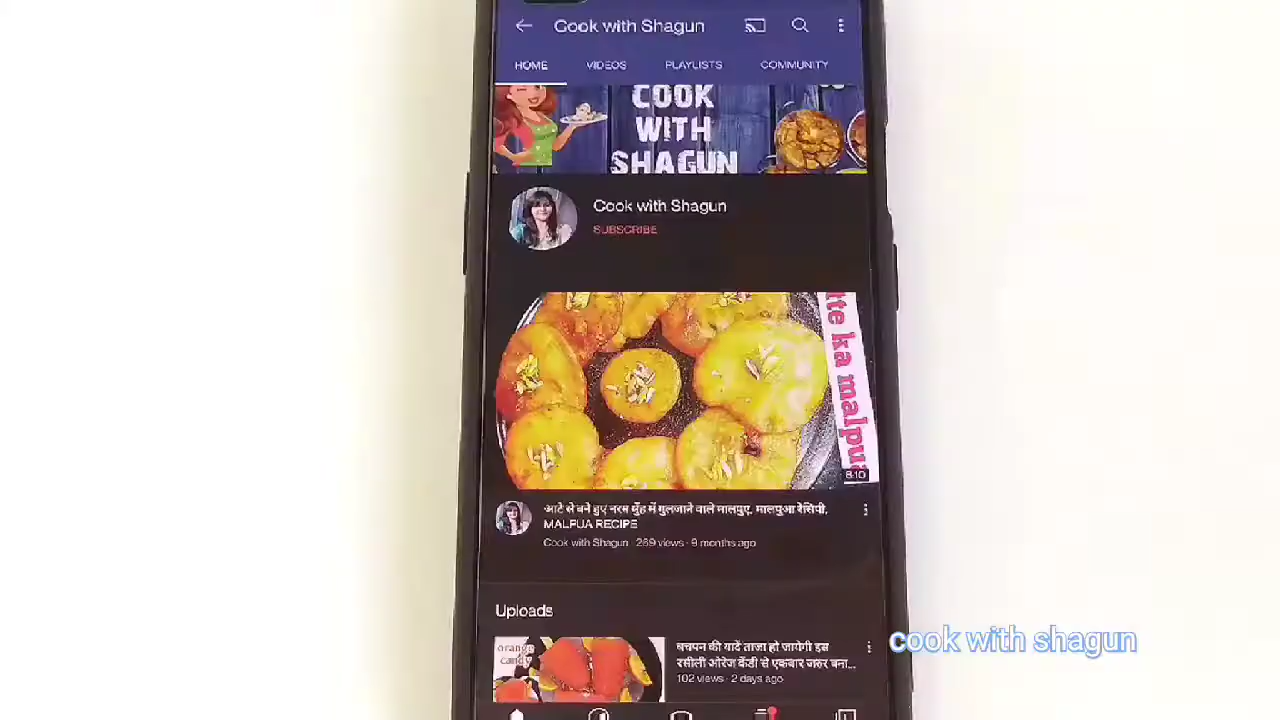 Cook with Shagun
HOME VIDEOS PLAYLISTS COMMUNITY
COOK
WITH
SHAGUN
Cook with Shagun
SUBSCRIBE
te ka malpua
8:10
आटे से बने हुए नरम मुँह में घुलजाने वाले मालपुए, मालपुआ रेसिपी,
MALPUA RECIPE
Cook with Shagun · 269 views · 9 months ago
Uploads
orange
candy
बचपन की यादें ताजा हो जायेगी इस
रसीली ओरेंज कैंडी से एकबार जरुर बना...
102 views · 2 days ago
cook with shagun